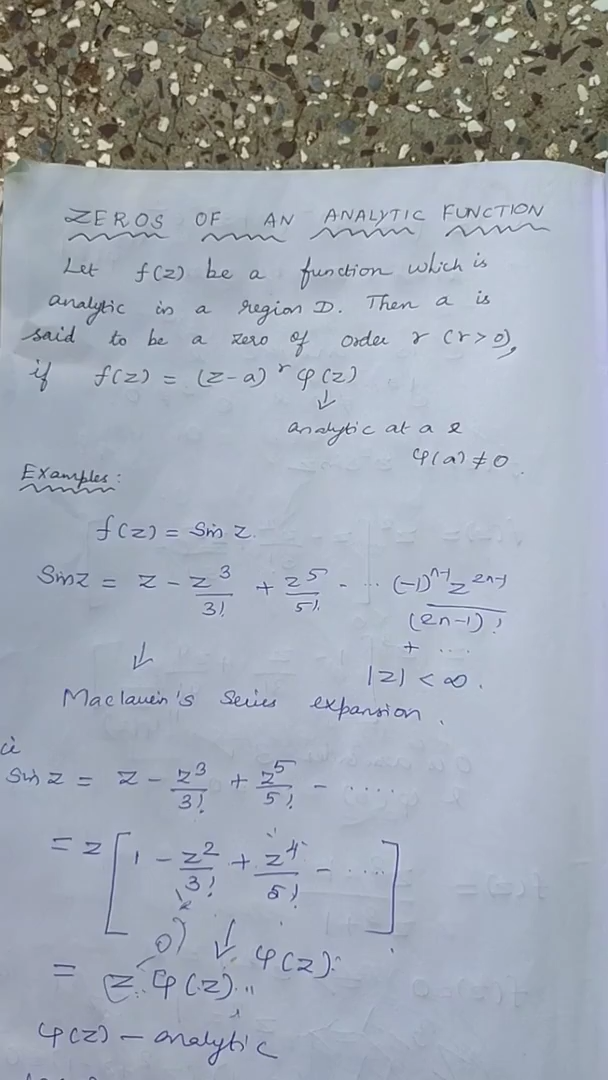 ZEROS OF AN ANALYTIC FUNCTION
Let f(z) be a function which is
analytic in a region D. Then a is
said to be a zero of order r (r>0),
if f(z) = (z-a)^r φ(z)
↓
analytic at a &
φ(a) ≠ 0.
Examples:
f(z) = Sin z.
Sinz = z - z^3/3! + z^5/5! - ... (-1)^{n-1} z^{2n-1}/(2n-1)!
+ ....
↓ |z| < ∞.
Maclaurin's Series expansion.
ie
Sin z = z - z^3/3! + z^5/5! - ....
= z [1 - z^2/3! + z^4/5! - ....]
↓ φ(z).
= (z-0) φ(z)..
φ(z) - analytic